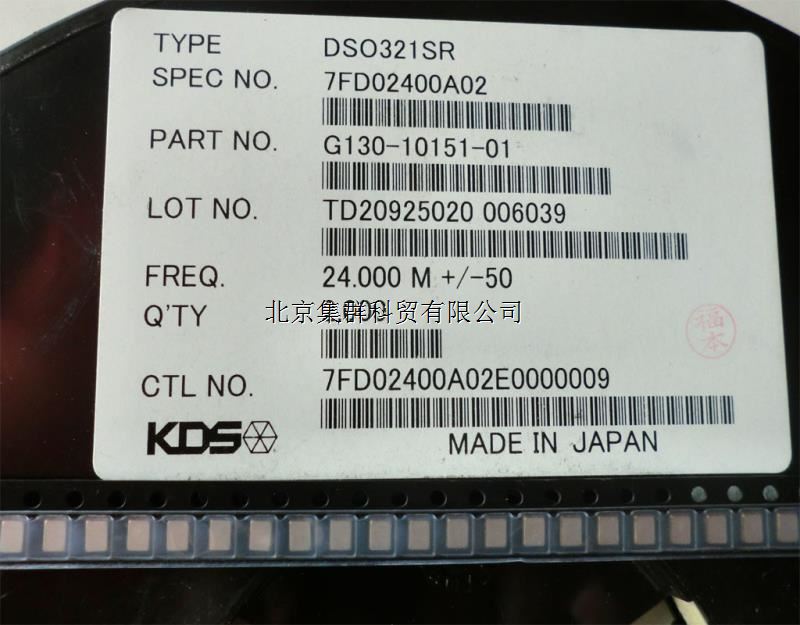 TYPE DSO321SR
SPEC NO. 7FD02400A02
PART NO. G130-10151-01
LOT NO. TD20925020 006039
FREQ. 24.000 M +/-50
Q'TY
北京集群科贸有限公司
福本
CTL NO. 7FD02400A02E0000009
KDS
MADE IN JAPAN